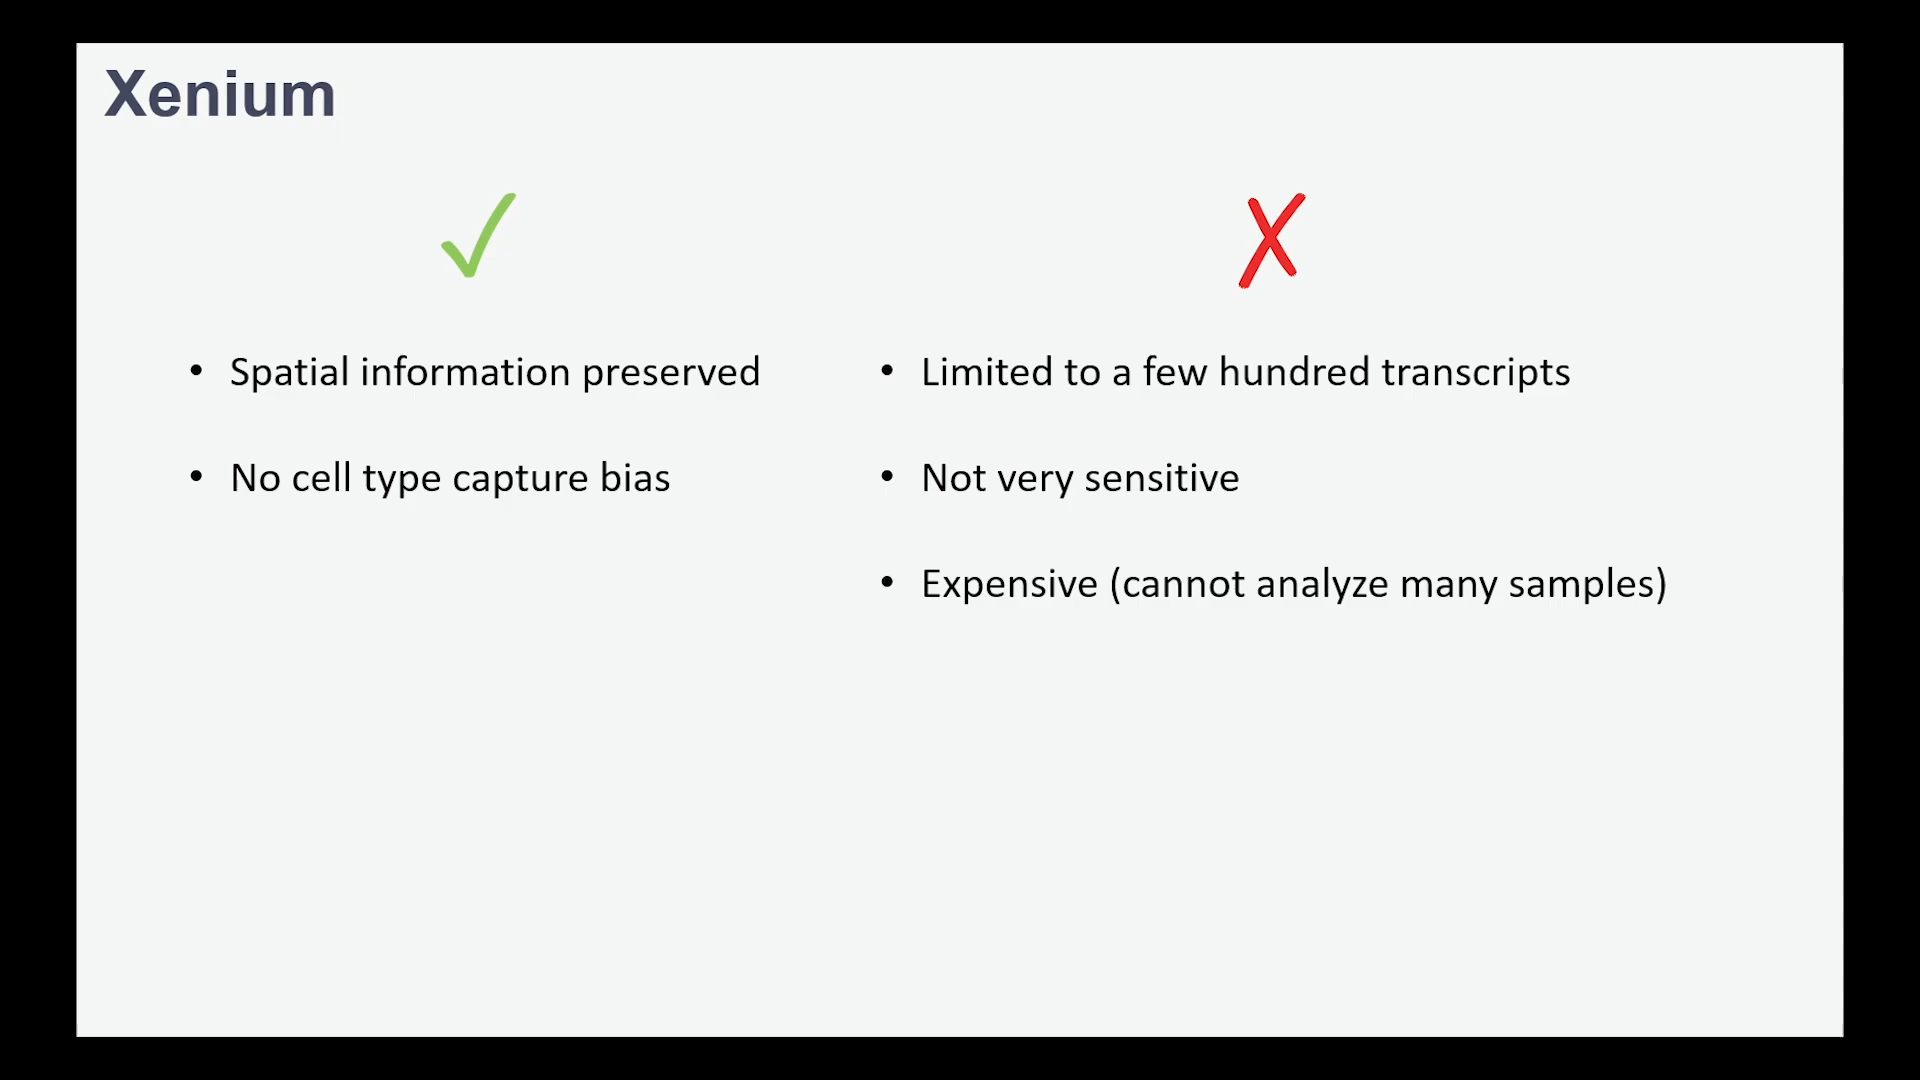 Xenium
• Spatial information preserved
• No cell type capture bias
• Limited to a few hundred transcripts
• Not very sensitive
• Expensive (cannot analyze many samples)